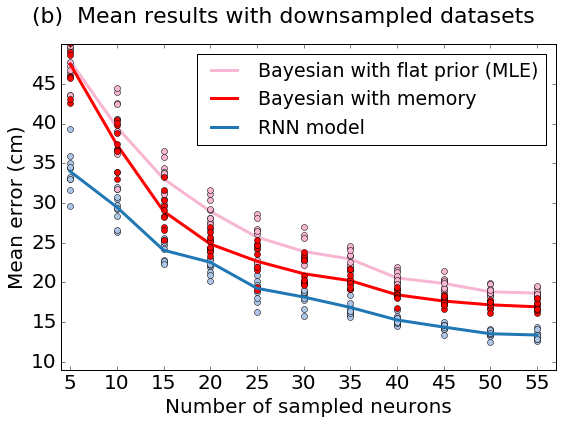 (b)  Mean results with downsampled datasets
Bayesian with flat prior (MLE)
Bayesian with memory
RNN model
Mean error (cm)
45
40
35
30
25
20
15
10
5 10 15 20 25 30 35 40 45 50 55
Number of sampled neurons